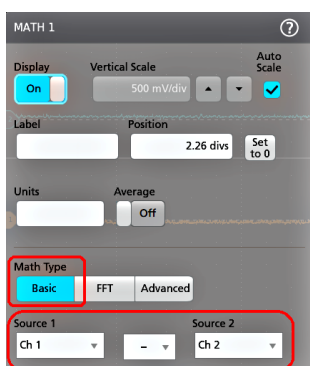 MATH 1 ?
Display Vertical Scale Auto Scale
On 500 mV/div
Label Position
2.26 divs Set to 0
Units Average
Off
Math Type
Basic FFT Advanced
Source 1 Source 2
Ch 1 – Ch 2